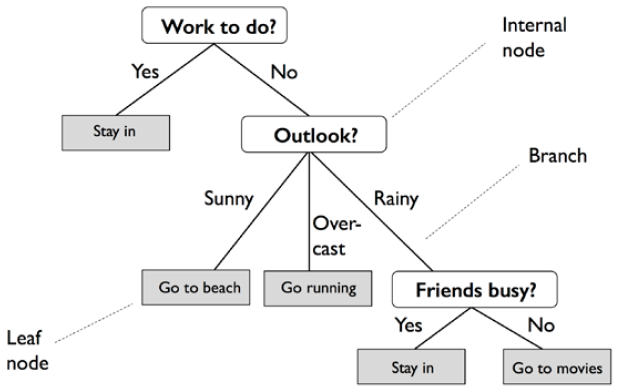 Work to do?
Internal
node
Yes
No
Stay in
Outlook?
Branch
Sunny
Over-
cast
Rainy
Go to beach
Go running
Friends busy?
Leaf
node
Yes
No
Stay in
Go to movies